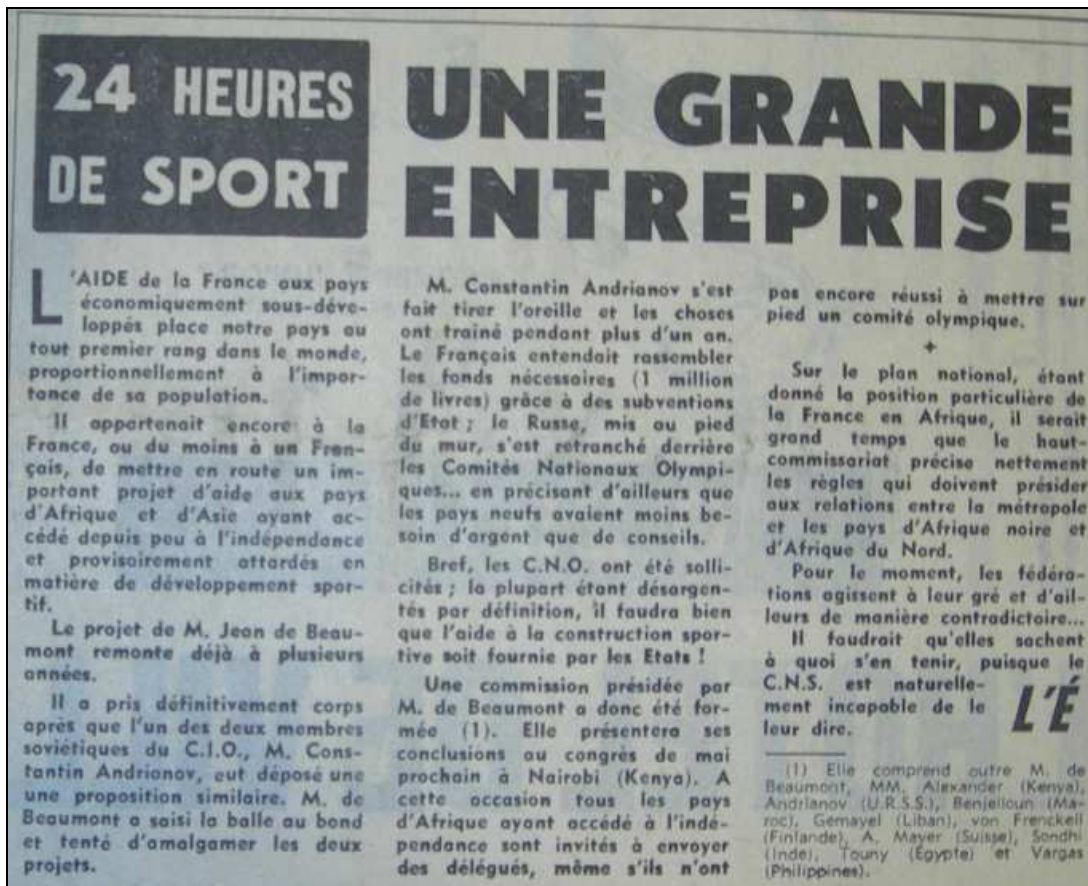 24 HEURES
DE SPORT
UNE GRANDE
ENTREPRISE
L'AIDE de la France aux pays
économiquement sous-déve-
loppés place notre pays au
tout premier rang dans le monde,
proportionnellement à l'impor-
tance de sa population.
Il appartenait encore à la
France, ou du moins à un Fran-
çais, de mettre en route un im-
portant projet d'aide aux pays
d'Afrique et d'Asie ayant ac-
cédé depuis peu à l'indépendance
et provisoirement attardés en
matière de développement spor-
tif.
Le projet de M. Jean de Beau-
mont remonte déjà à plusieurs
années.
Il a pris définitivement corps
après que l'un des deux membres
soviétiques du C.I.O., M. Cons-
tantin Andrianov, eut déposé une
une proposition similaire. M. de
Beaumont a saisi la balle au bond
et tenté d'amalgamer les deux
projets.
M. Constantin Andrianov s'est
fait tirer l'oreille et les choses
ont traîné pendant plus d'un an.
Le Français entendait rassembler
les fonds nécessaires (1 million
de livres) grâce à des subventions
d'Etat ; le Russe, mis au pied
du mur, s'est retranché derrière
les Comités Nationaux Olympi-
ques... en précisant d'ailleurs que
les pays neufs avaient moins be-
soin d'argent que de conseils.
Bref, les C.N.O. ont été solli-
cités ; la plupart étant désargen-
tés par définition, il faudra bien
que l'aide à la construction spor-
tive soit fournie par les Etats !
Une commission présidée par
M. de Beaumont a donc été for-
mée (1). Elle présentera ses
conclusions au congrès de mai
prochain à Nairobi (Kenya). A
cette occasion tous les pays
d'Afrique ayant accédé à l'indé-
pendance sont invités à envoyer
des délégués, même s'ils n'ont
pas encore réussi à mettre sur
pied un comité olympique.
+
Sur le plan national, étant
donné la position particulière de
la France en Afrique, il serait
grand temps que le haut-
commissariat précise nettement
les règles qui doivent présider
aux relations entre la métropole
et les pays d'Afrique noire et
d'Afrique du Nord.
Pour le moment, les fédéra-
tions agissent à leur gré et d'ail-
leurs de manière contradictoire...
Il faudrait qu'elles sachent
à quoi s'en tenir, puisque le
C.N.S. est naturelle-
ment incapable de le
leur dire.
L'É
(1) Elle comprend outre M. de
Beaumont, MM. Alexander (Kenya),
Andrianov (U.R.S.S.), Benjelloun (Ma-
roc), Gemayel (Liban), von Frenckell
(Finlande), A. Mayer (Suisse), Sondhi
(Inde), Touny (Egypte) et Vargas
(Philippines).